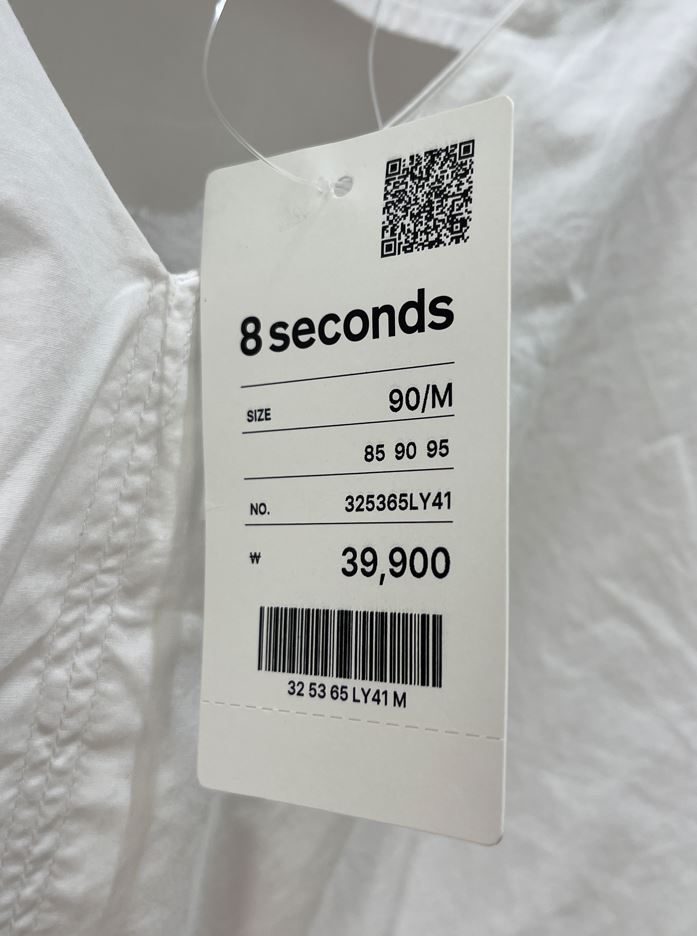 8 seconds
SIZE 90/M
85 90 95
NO. 325365LY41
₩ 39,900
32 53 65 LY41 M